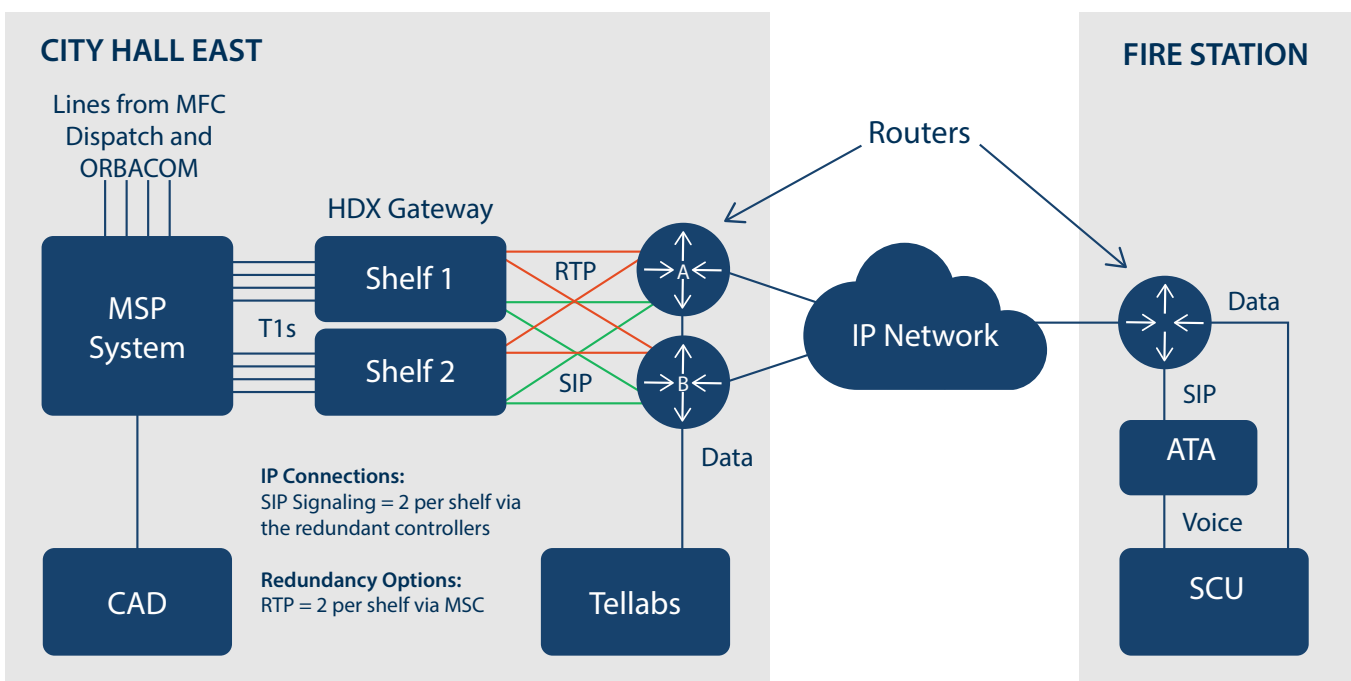 CITY HALL EAST
Lines from MFC
Dispatch and
ORBACOM
HDX Gateway
MSP
System
T1s
Shelf 1
Shelf 2
RTP
SIP
A
B
Data
IP Connections:
SIP Signaling = 2 per shelf via
the redundant controllers
Redundancy Options:
RTP = 2 per shelf via MSC
CAD
Tellabs
Routers
IP Network
FIRE STATION
Data
SIP
ATA
Voice
SCU